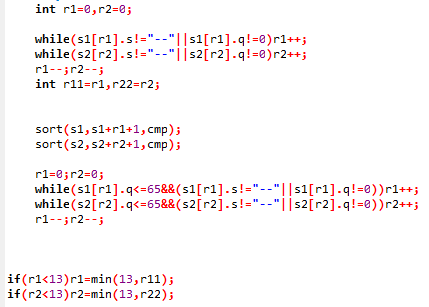 int r1=0,r2=0;
while(s1[r1].s!="--"||s1[r1].q!=0)r1++;
while(s2[r2].s!="--"||s2[r2].q!=0)r2++;
r1--;r2--;
int r11=r1,r22=r2;
sort(s1,s1+r1+1,cmp);
sort(s2,s2+r2+1,cmp);
r1=0;r2=0;
while(s1[r1].q<=65&&(s1[r1].s!="--"||s1[r1].q!=0))r1++;
while(s2[r2].q<=65&&(s2[r2].s!="--"||s2[r2].q!=0))r2++;
r1--;r2--;
if(r1<13)r1=min(13,r11);
if(r2<13)r2=min(13,r22);